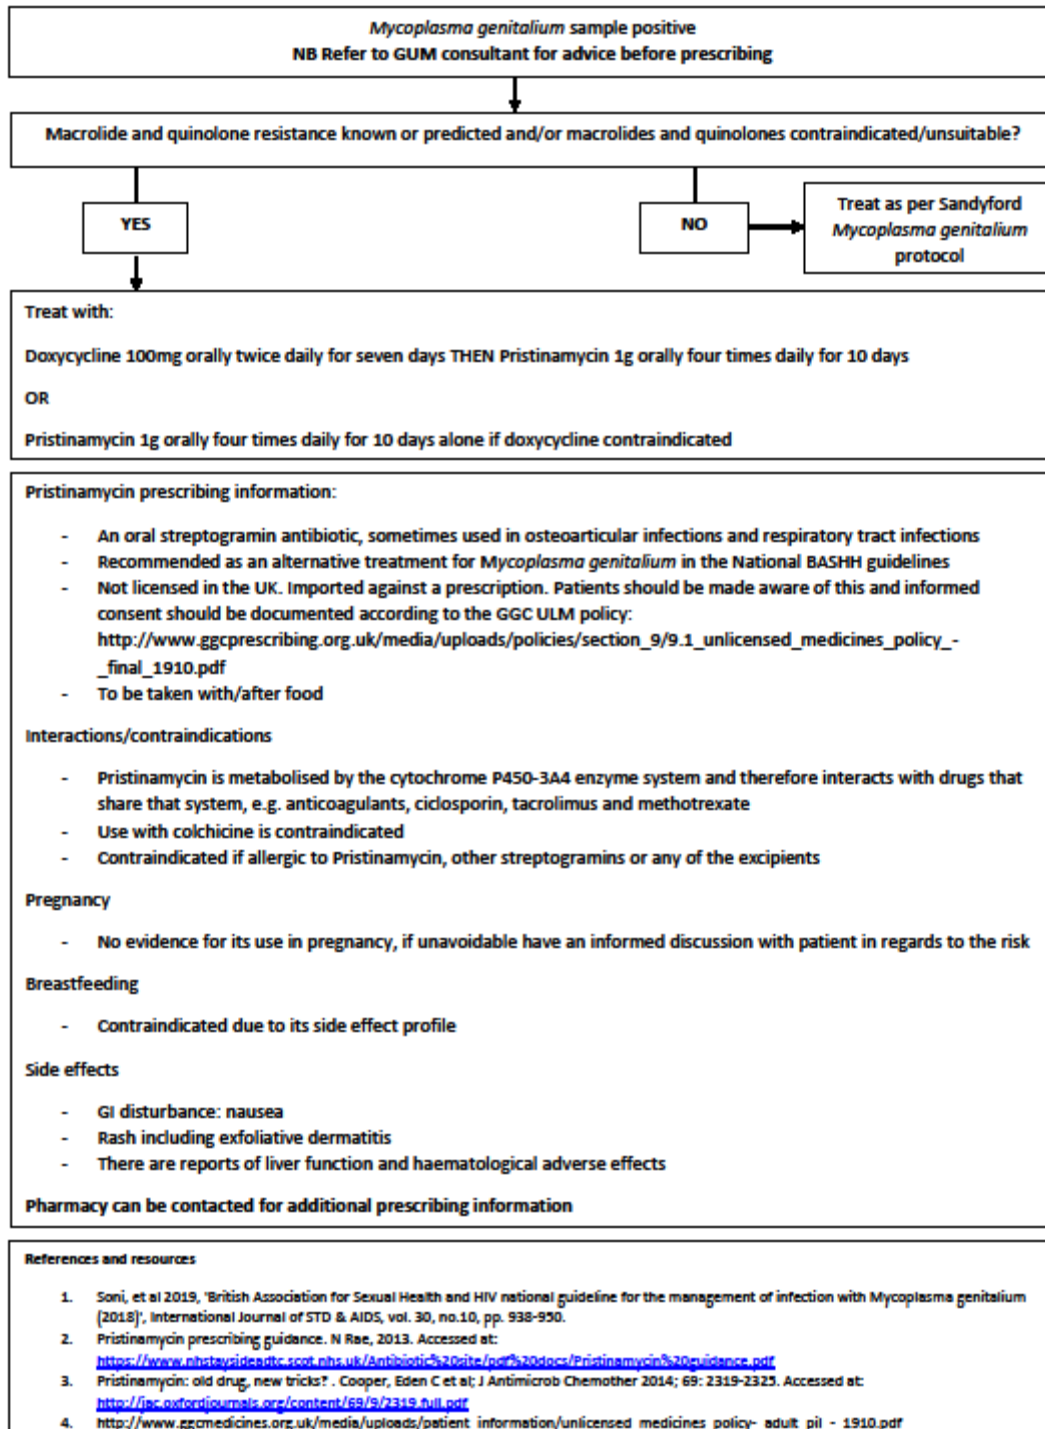 Mycoplasma genitalium sample positive
NB Refer to GUM consultant for advice before prescribing
Macrolide and quinolone resistance known or predicted and/or macrolides and quinolones contraindicated/unsuitable?
YES
NO
Treat as per Sandyford
Mycoplasma genitalium
protocol
Treat with:
Doxycycline 100mg orally twice daily for seven days THEN Pristinamycin 1g orally four times daily for 10 days
OR
Pristinamycin 1g orally four times daily for 10 days alone if doxycycline contraindicated
Pristinamycin prescribing information:
- An oral streptogramin antibiotic, sometimes used in osteoarticular infections and respiratory tract infections
- Recommended as an alternative treatment for Mycoplasma genitalium in the National BASHH guidelines
- Not licensed in the UK. Imported against a prescription. Patients should be made aware of this and informed
consent should be documented according to the GGC ULM policy:
http://www.ggcprescribing.org.uk/media/uploads/policies/section_9/9.1_unlicensed_medicines_policy_-
_final_1910.pdf
- To be taken with/after food
Interactions/contraindications
- Pristinamycin is metabolised by the cytochrome P450-3A4 enzyme system and therefore interacts with drugs that
share that system, e.g. anticoagulants, ciclosporin, tacrolimus and methotrexate
- Use with colchicine is contraindicated
- Contraindicated if allergic to Pristinamycin, other streptogramins or any of the excipients
Pregnancy
- No evidence for its use in pregnancy, if unavoidable have an informed discussion with patient in regards to the risk
Breastfeeding
- Contraindicated due to its side effect profile
Side effects
- GI disturbance: nausea
- Rash including exfoliative dermatitis
- There are reports of liver function and haematological adverse effects
Pharmacy can be contacted for additional prescribing information
References and resources
1. Soni, et al 2019, 'British Association for Sexual Health and HIV national guideline for the management of infection with Mycoplasma genitalium
(2018)', International Journal of STD & AIDS, vol. 30, no.10, pp. 938-950.
2. Pristinamycin prescribing guidance. N Rae, 2013. Accessed at:
https://www.nhstaysideadtc.scot.nhs.uk/Antibiotic%20site/pdf%20docs/Pristinamycin%20guidance.pdf
3. Pristinamycin: old drug, new tricks? . Cooper, Eden C et al; J Antimicrob Chemother 2014; 69: 2319-2325. Accessed at:
http://jac.oxfordjournals.org/content/69/9/2319.full.pdf
4. http://www.ggcmedicines.org.uk/media/uploads/patient_information/unlicensed_medicines_policy-_adult_pil_-_1910.pdf